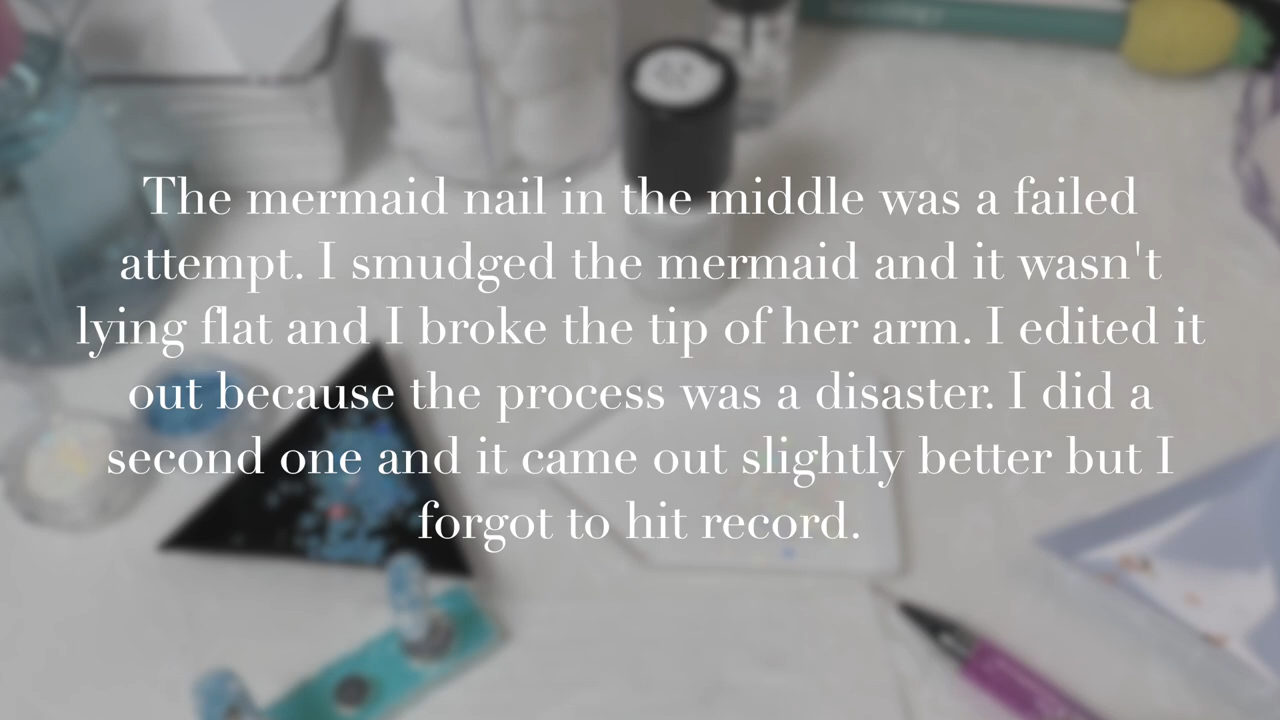 The mermaid nail in the middle was a failed
attempt. I smudged the mermaid and it wasn't
lying flat and I broke the tip of her arm. I edited it
out because the process was a disaster. I did a
second one and it came out slightly better but I
forgot to hit record.